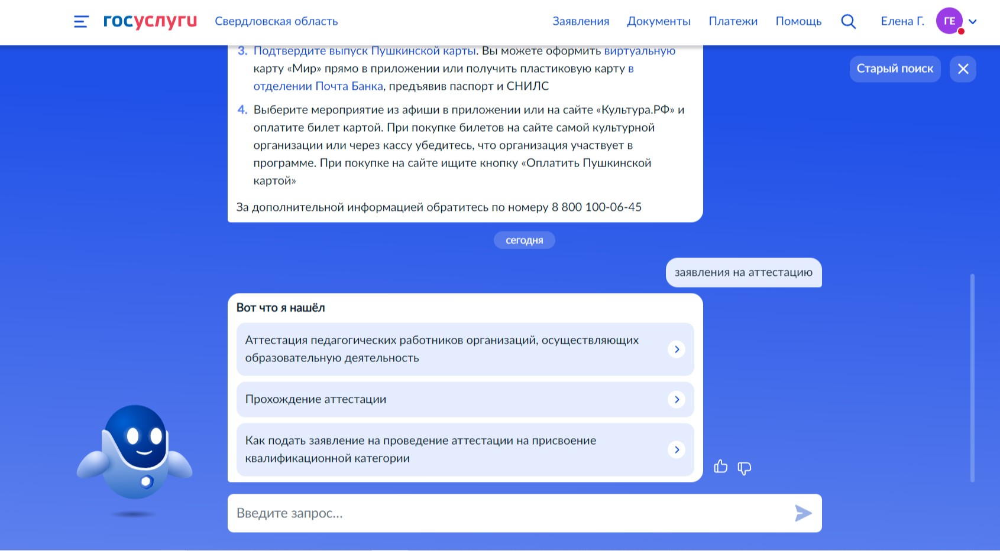 госуслуги
Свердловская область
Заявления
Документы
Платежи
Помощь
Елена Г.
ГЕ
3. Подтвердите выпуск Пушкинской карты. Вы можете оформить виртуальную
карту «Мир» прямо в приложении или получить пластиковую карту в
отделении Почта Банка, предъявив паспорт и СНИЛС
Старый поиск
4. Выберите мероприятие из афиши в приложении или на сайте «Культура.РФ» и
оплатите билет картой. При покупке билетов на сайте самой культурной
организации или через кассу убедитесь, что организация участвует в
программе. При покупке на сайте ищите кнопку «Оплатить Пушкинской
картой»
За дополнительной информацией обратитесь по номеру 8 800 100-06-45
сегодня
заявления на аттестацию
Вот что я нашёл
Аттестация педагогических работников организаций, осуществляющих
образовательную деятельность
Прохождение аттестации
Как подать заявление на проведение аттестации на присвоение
квалификационной категории
Введите запрос...